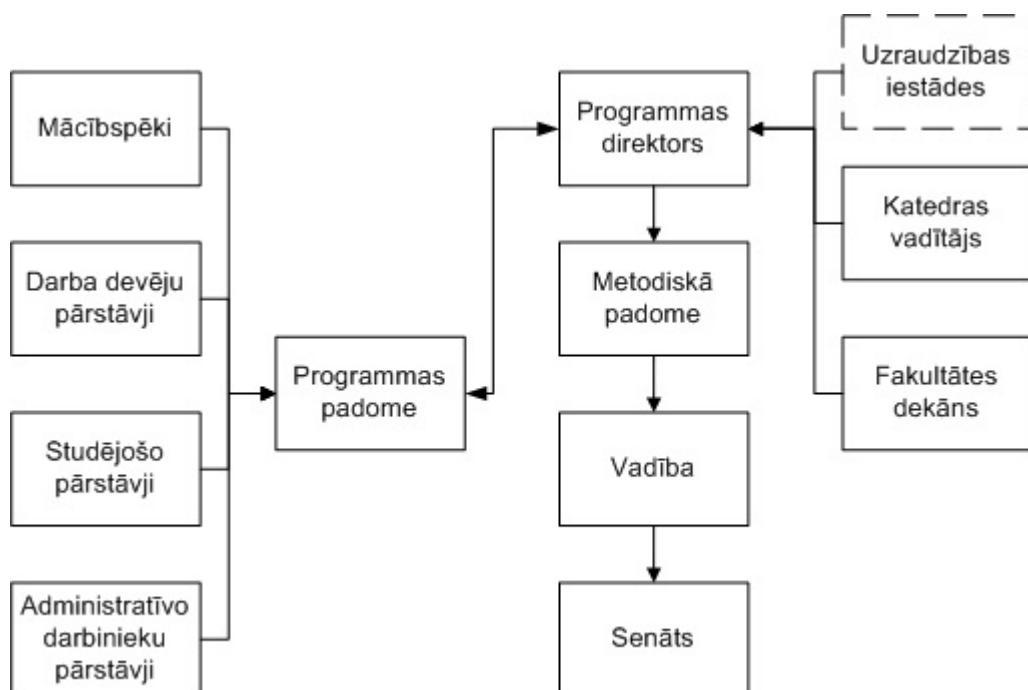 Mācībspēki
Darba devēju
pārstāvji
Studējošo
pārstāvji
Administratīvo
darbinieku
pārstāvji
Programmas
padome
Programmas
direktors
Metodiskā
padome
Vadība
Senāts
Uzraudzības
iestādes
Katedras
vadītājs
Fakultātes
dekāns